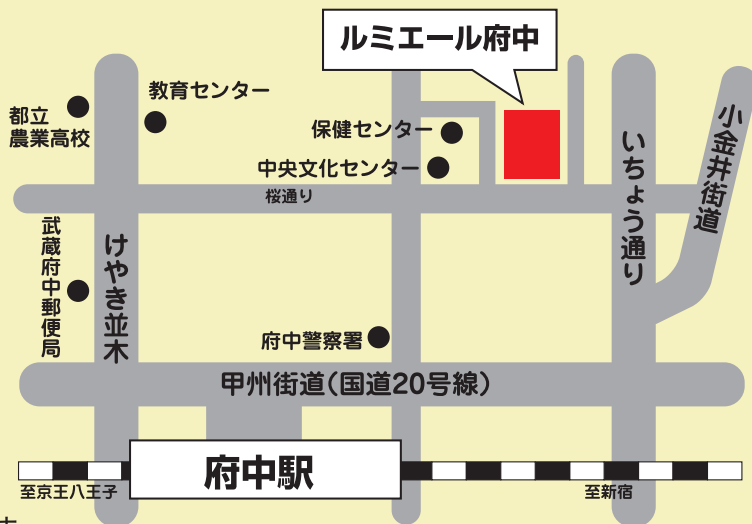 ルミエール府中
都立
農業高校
教育センター
保健センター
中央文化センター
桜通り
小金井街道
いちょう通り
けやき並木
武蔵府中郵便局
府中警察署
甲州街道（国道20号線）
府中駅
至京王八王子
至新宿